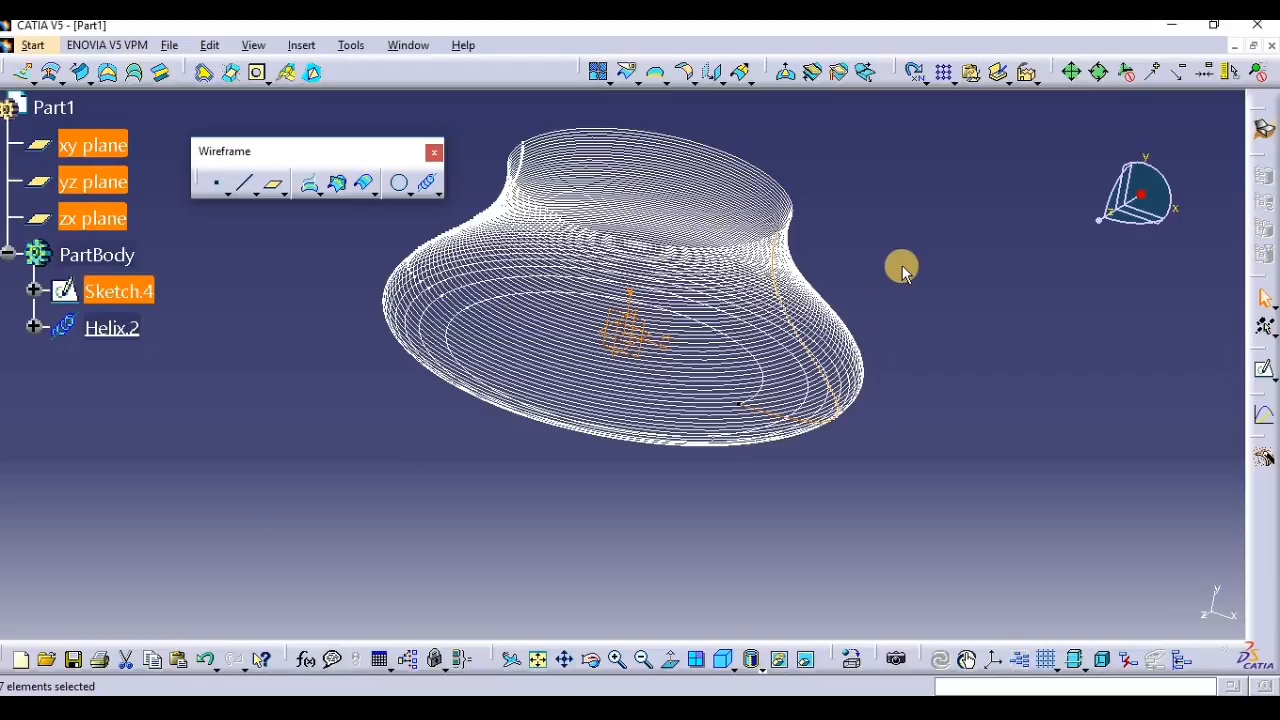 CATIA V5 - [Part1]
Start ENOVIA V5 VPM File Edit View Insert Tools Window Help
Part1
xy plane
yz plane
zx plane
PartBody
Sketch.4
Helix.2
Wireframe
y
x
z
y
z x
f(x)
CATIA
7 elements selected